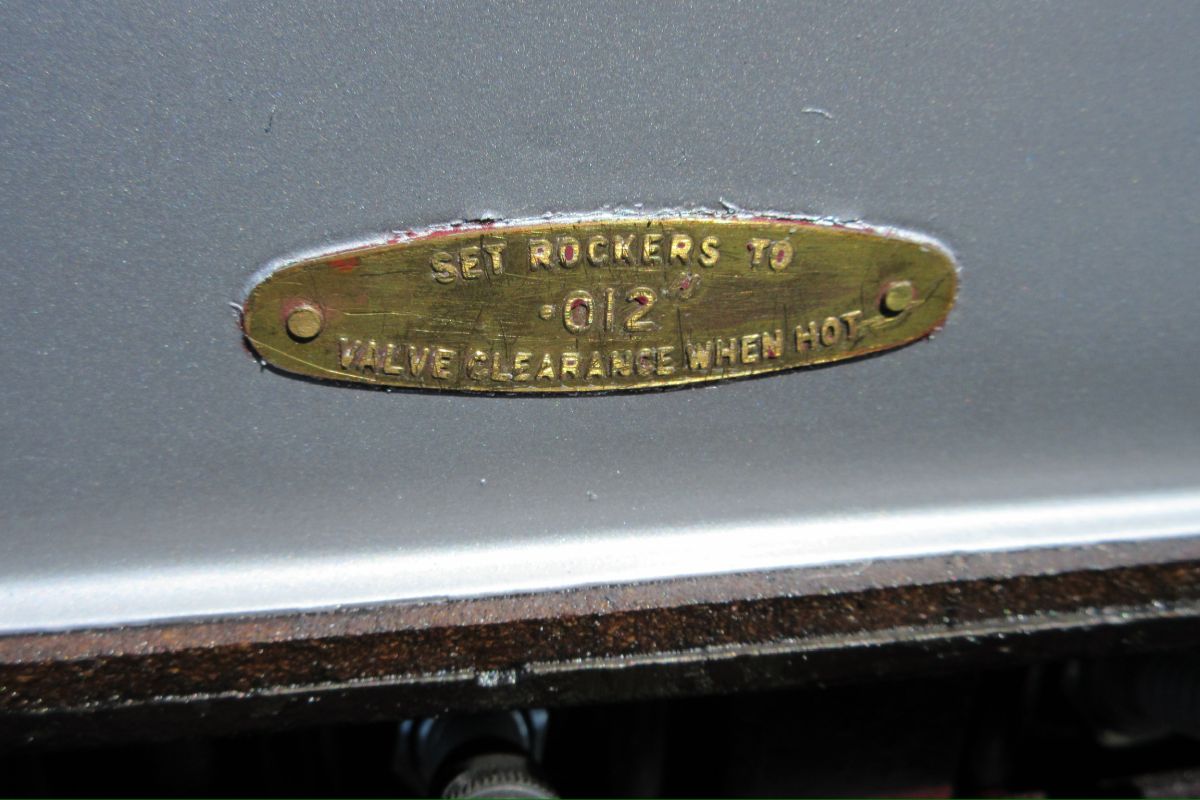 SET ROCKERS TO
·012"
VALVE CLEARANCE WHEN HOT